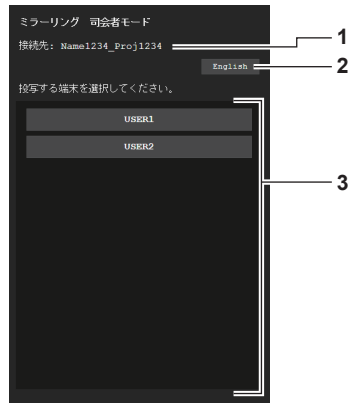 ミラーリング 司会者モード
接続先: Name1234_Proj1234
1
English
2
投写する端末を選択してください。
USER1
USER2
3